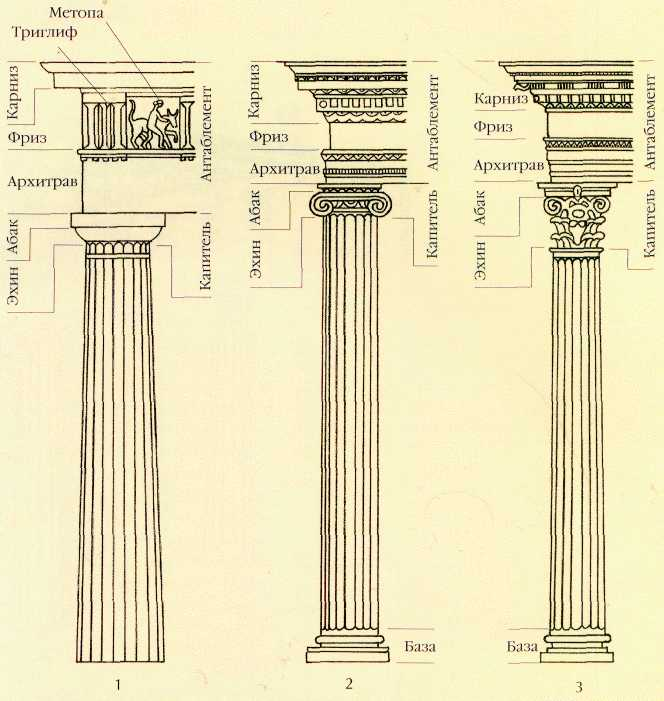 Метопа
Триглиф
Карниз
Фриз
Архитрав
Антаблемент
Абак
Эхин
Капитель
1
Карниз
Фриз
Архитрав
Антаблемент
Абак
Эхин
Капитель
База
2
Карниз
Фриз
Архитрав
Антаблемент
Абак
Эхин
Капитель
База
3